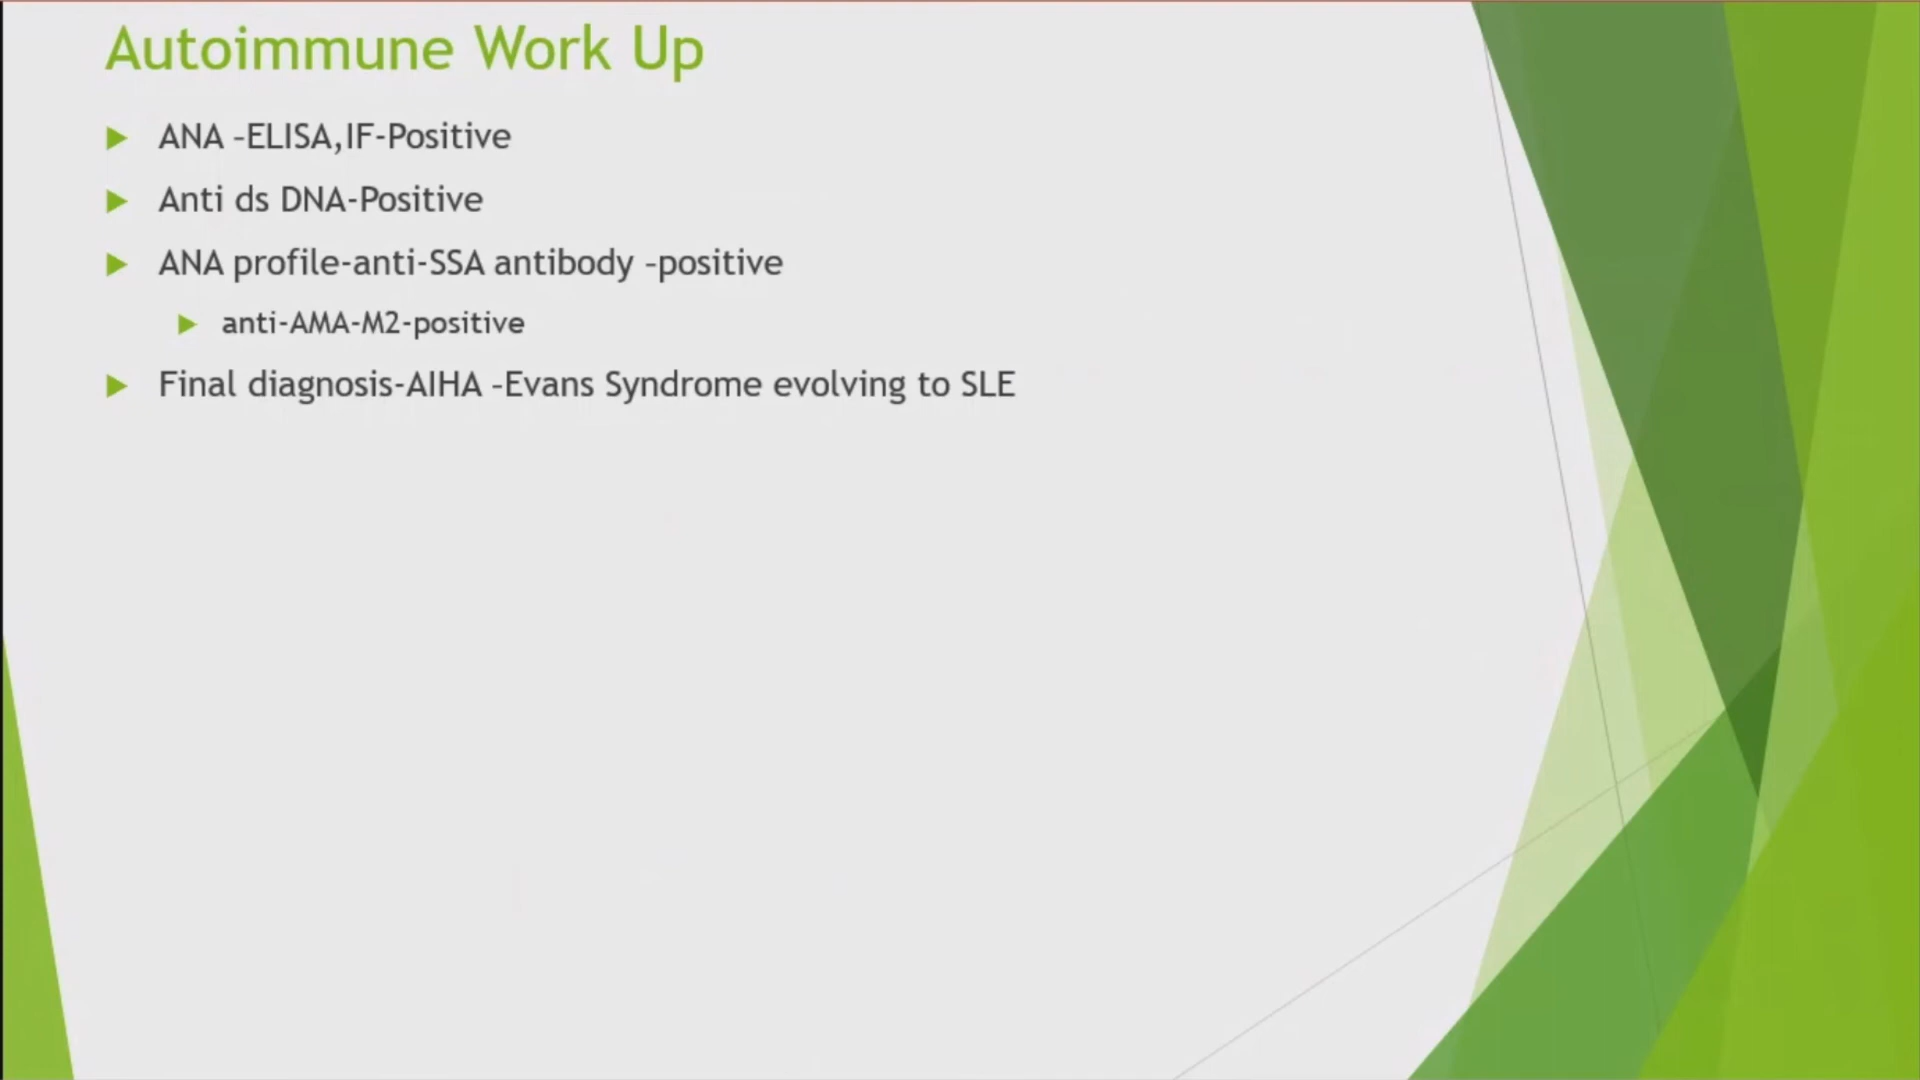 Autoimmune Work Up
ANA –ELISA,IF-Positive
Anti ds DNA-Positive
ANA profile-anti-SSA antibody –positive
anti-AMA-M2-positive
Final diagnosis-AIHA –Evans Syndrome evolving to SLE